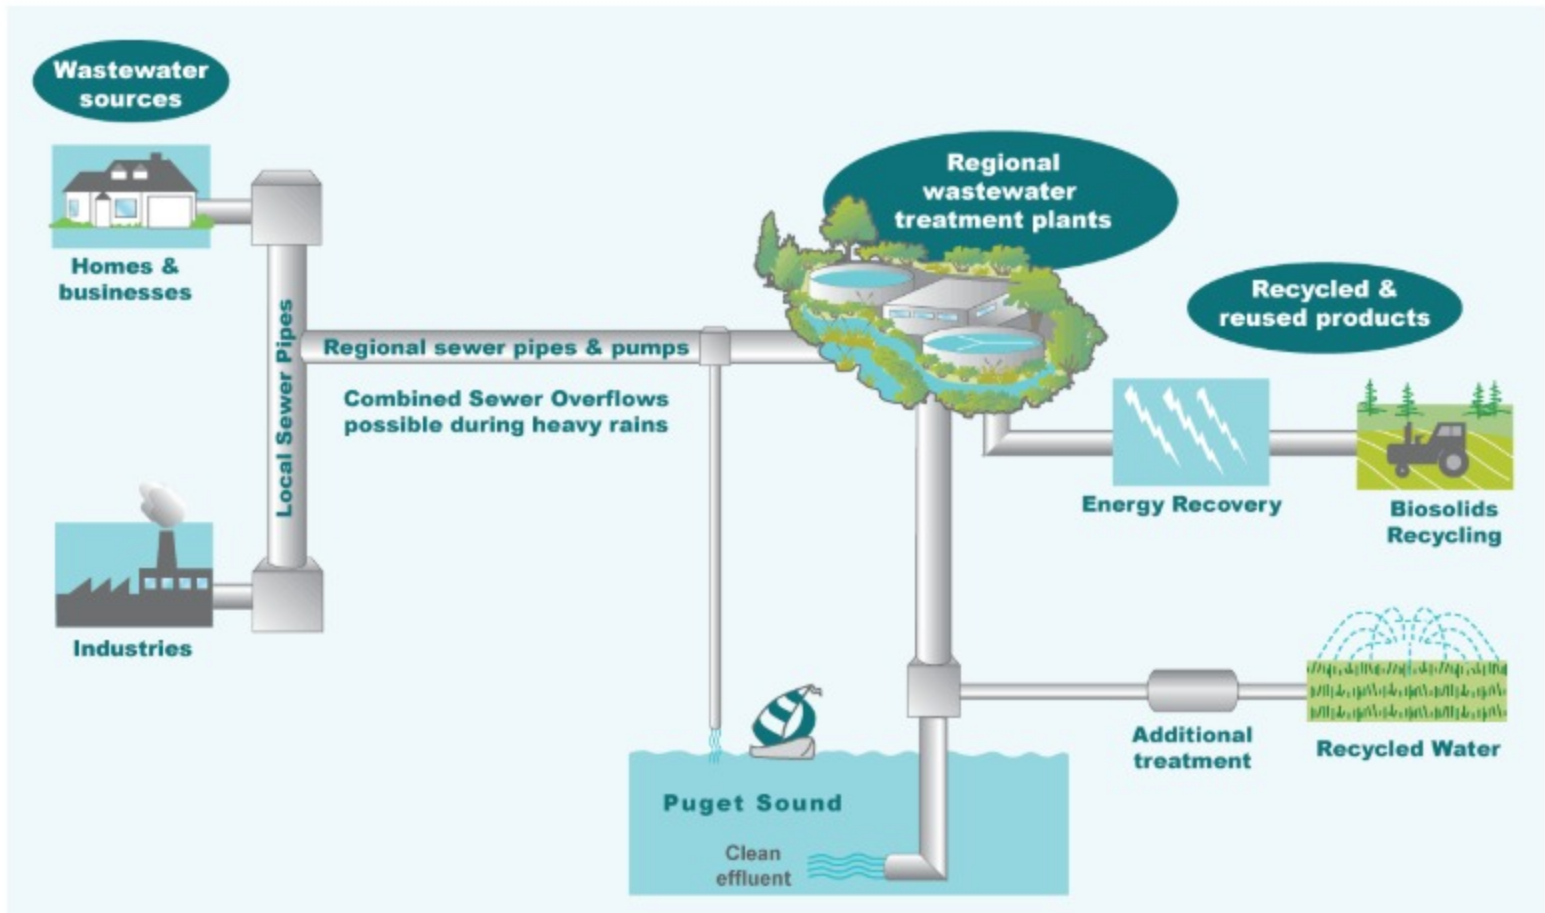 Wastewater
sources
Homes &
businesses
Local Sewer Pipes
Industries
Regional sewer pipes & pumps
Combined Sewer Overflows
possible during heavy rains
Regional
wastewater
treatment plants
Recycled &
reused products
Energy Recovery
Biosolids
Recycling
Additional
treatment
Recycled Water
Puget Sound
Clean
effluent